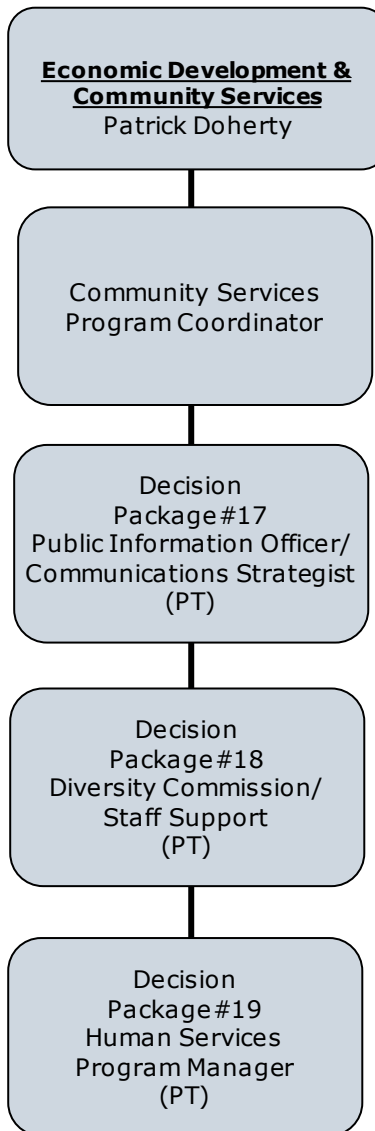 Economic Development &
Community Services
Patrick Doherty
Community Services
Program Coordinator
Decision
Package#17
Public Information Officer/
Communications Strategist
(PT)
Decision
Package#18
Diversity Commission/
Staff Support
(PT)
Decision
Package#19
Human Services
Program Manager
(PT)